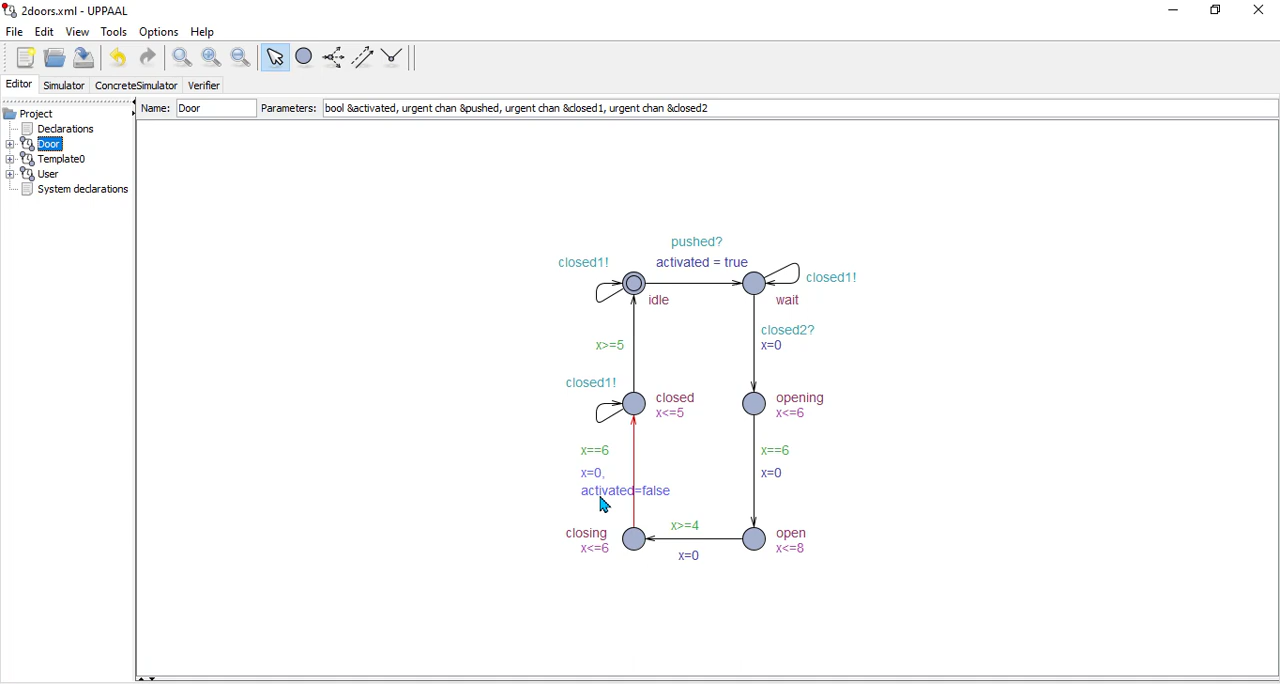 2doors.xml - UPPAAL
File Edit View Tools Options Help
Editor Simulator ConcreteSimulator Verifier
Project
Declarations
Door
Template0
User
System declarations
Name: Door Parameters: bool &activated, urgent chan &pushed, urgent chan &closed1, urgent chan &closed2
pushed?
closed1! activated = true
closed1!
idle wait
closed2?
x>=5 x=0
closed1!
closed opening
x<=5 x<=6
x==6 x==6
x=0, x=0
activated=false
x>=4
closing open
x<=6 x<=8
x=0